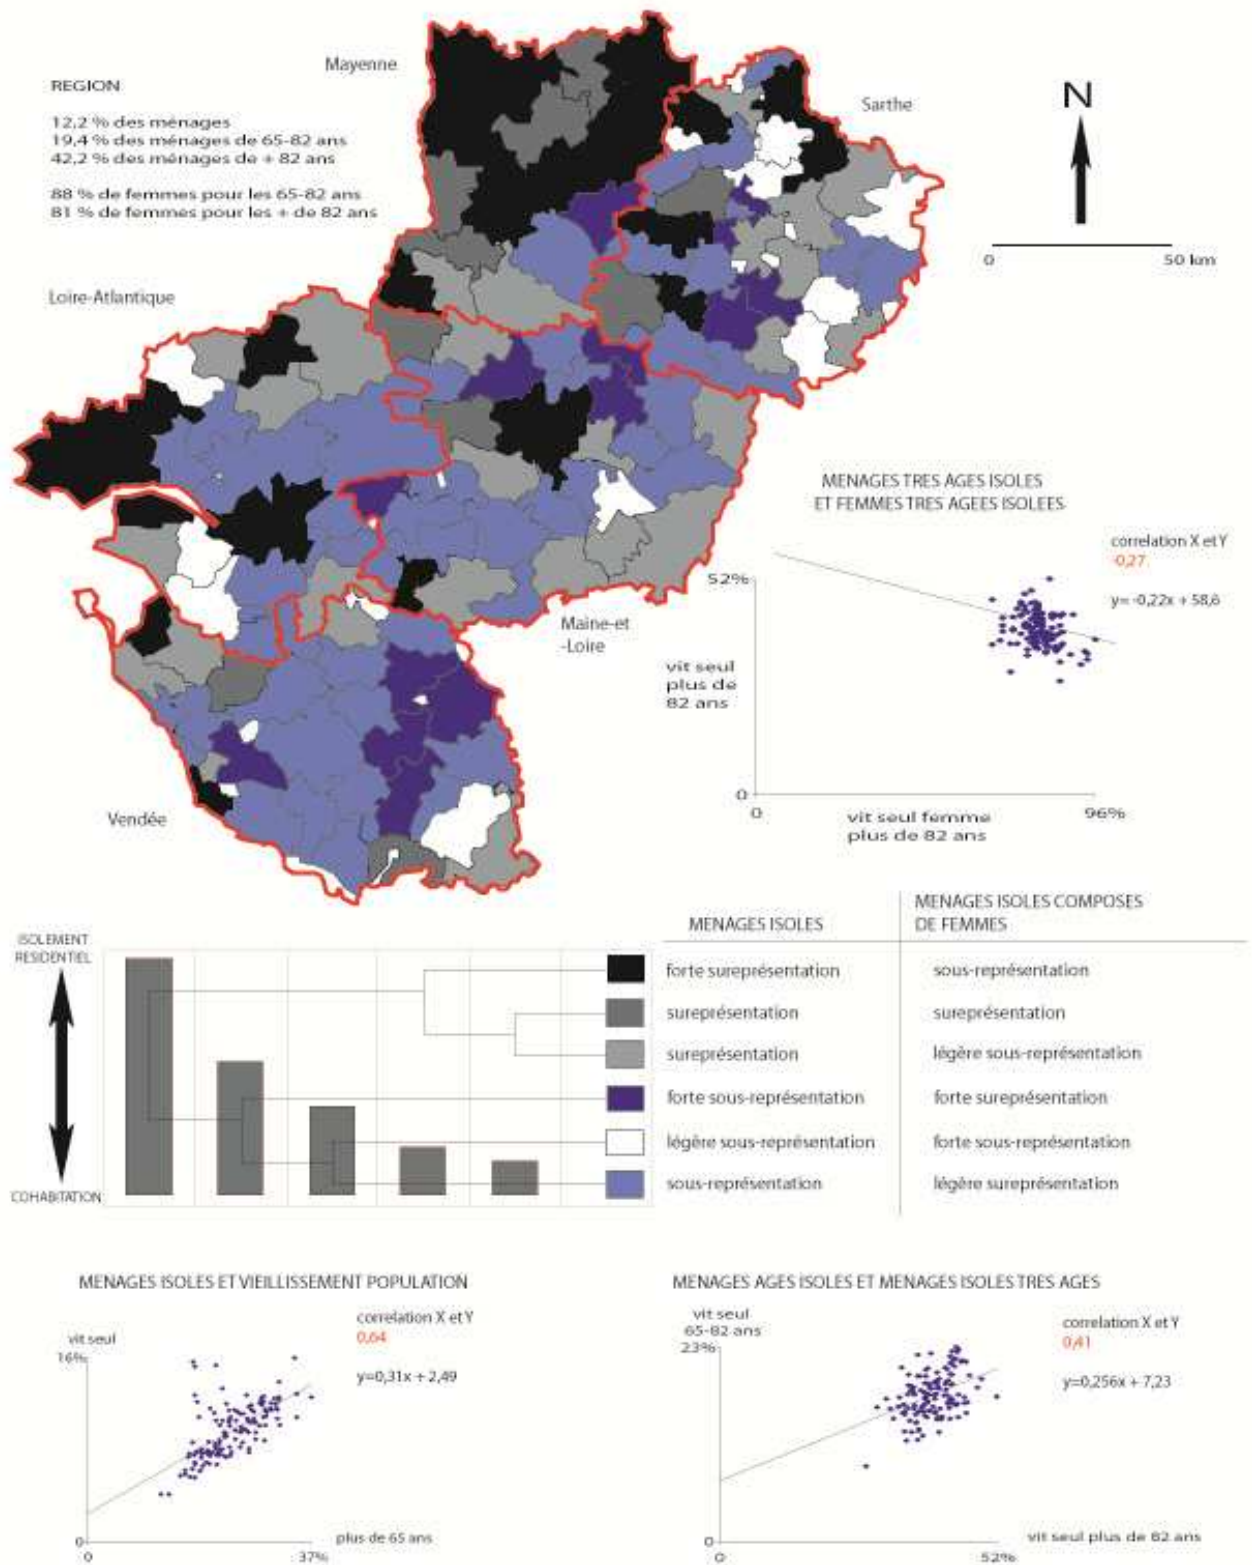 Mayenne
REGION
12,2 % des ménages
19,4 % des ménages de 65-82 ans
42,2 % des ménages de + 82 ans
88 % de femmes pour les 65-82 ans
81 % de femmes pour les + de 82 ans
Sarthe
N
0 50 km
Loire-Atlantique
Maine-et
-Loire
Vendée
MENAGES TRES AGES ISOLES
ET FEMMES TRES AGEES ISOLEES
correlation X et Y
-0,27
y= -0,22x + 58,6
52%
vit seul
plus de
82 ans
0
0
96%
vit seul femme
plus de 82 ans
ISOLEMENT
RESIDENTIEL
COHABITATION
MENAGES ISOLES
MENAGES ISOLES COMPOSES
DE FEMMES
forte sureprésentation sous-représentation
sureprésentation sureprésentation
sureprésentation légère sous-représentation
forte sous-représentation forte sureprésentation
légère sous-représentation forte sous-représentation
sous-représentation légère sureprésentation
MENAGES ISOLES ET VIEILLISSEMENT POPULATION
correlation X et Y
0,64
y=0,31x + 2,49
vit seul
16%
0
0
37%
plus de 65 ans
MENAGES AGES ISOLES ET MENAGES ISOLES TRES AGES
vit seul
65-82 ans
23%
correlation X et Y
0,41
y=0,256x + 7,23
0
0
52%
vit seul plus de 82 ans